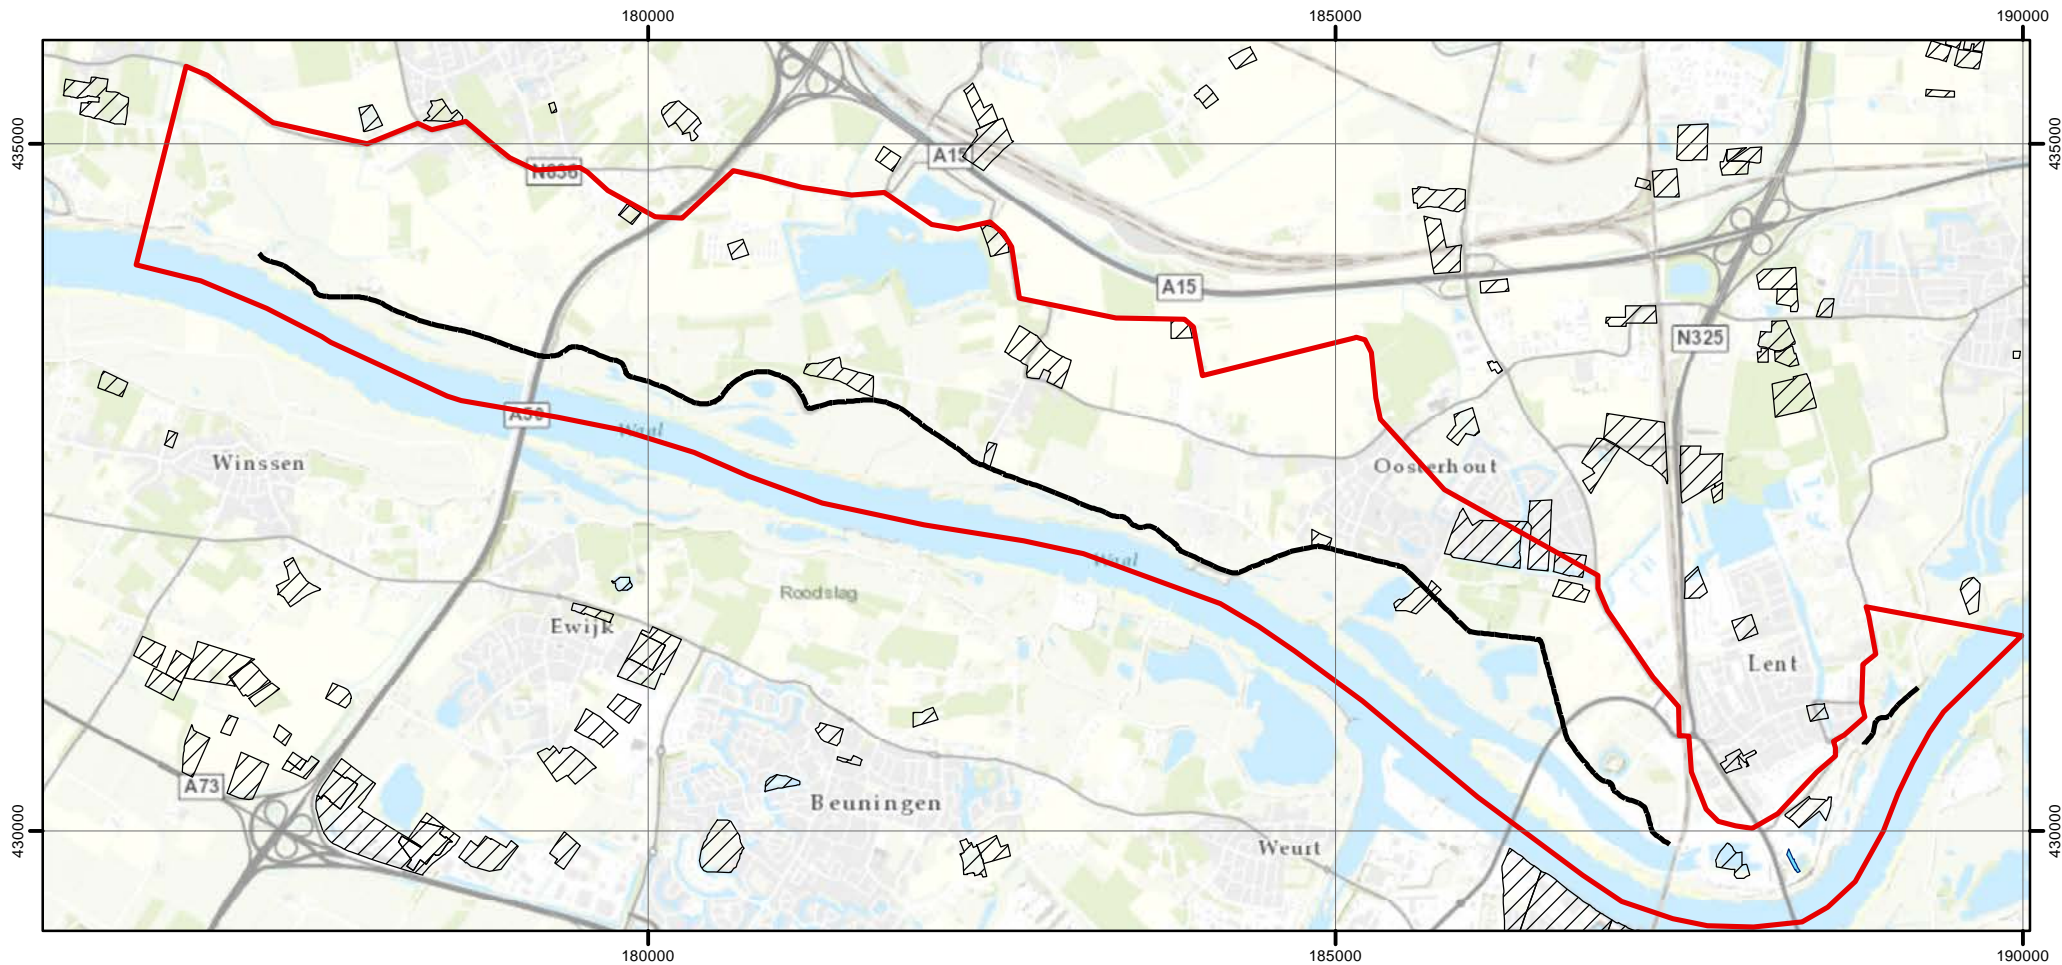 180000
185000
190000
435000
435000
A15
N836
A15
N325
A50
Waal
Winssen
Oosterhout
Waal
Roodslag
Ewijk
Lent
A73
Beuningen
Weurt
430000
430000
180000
185000
190000